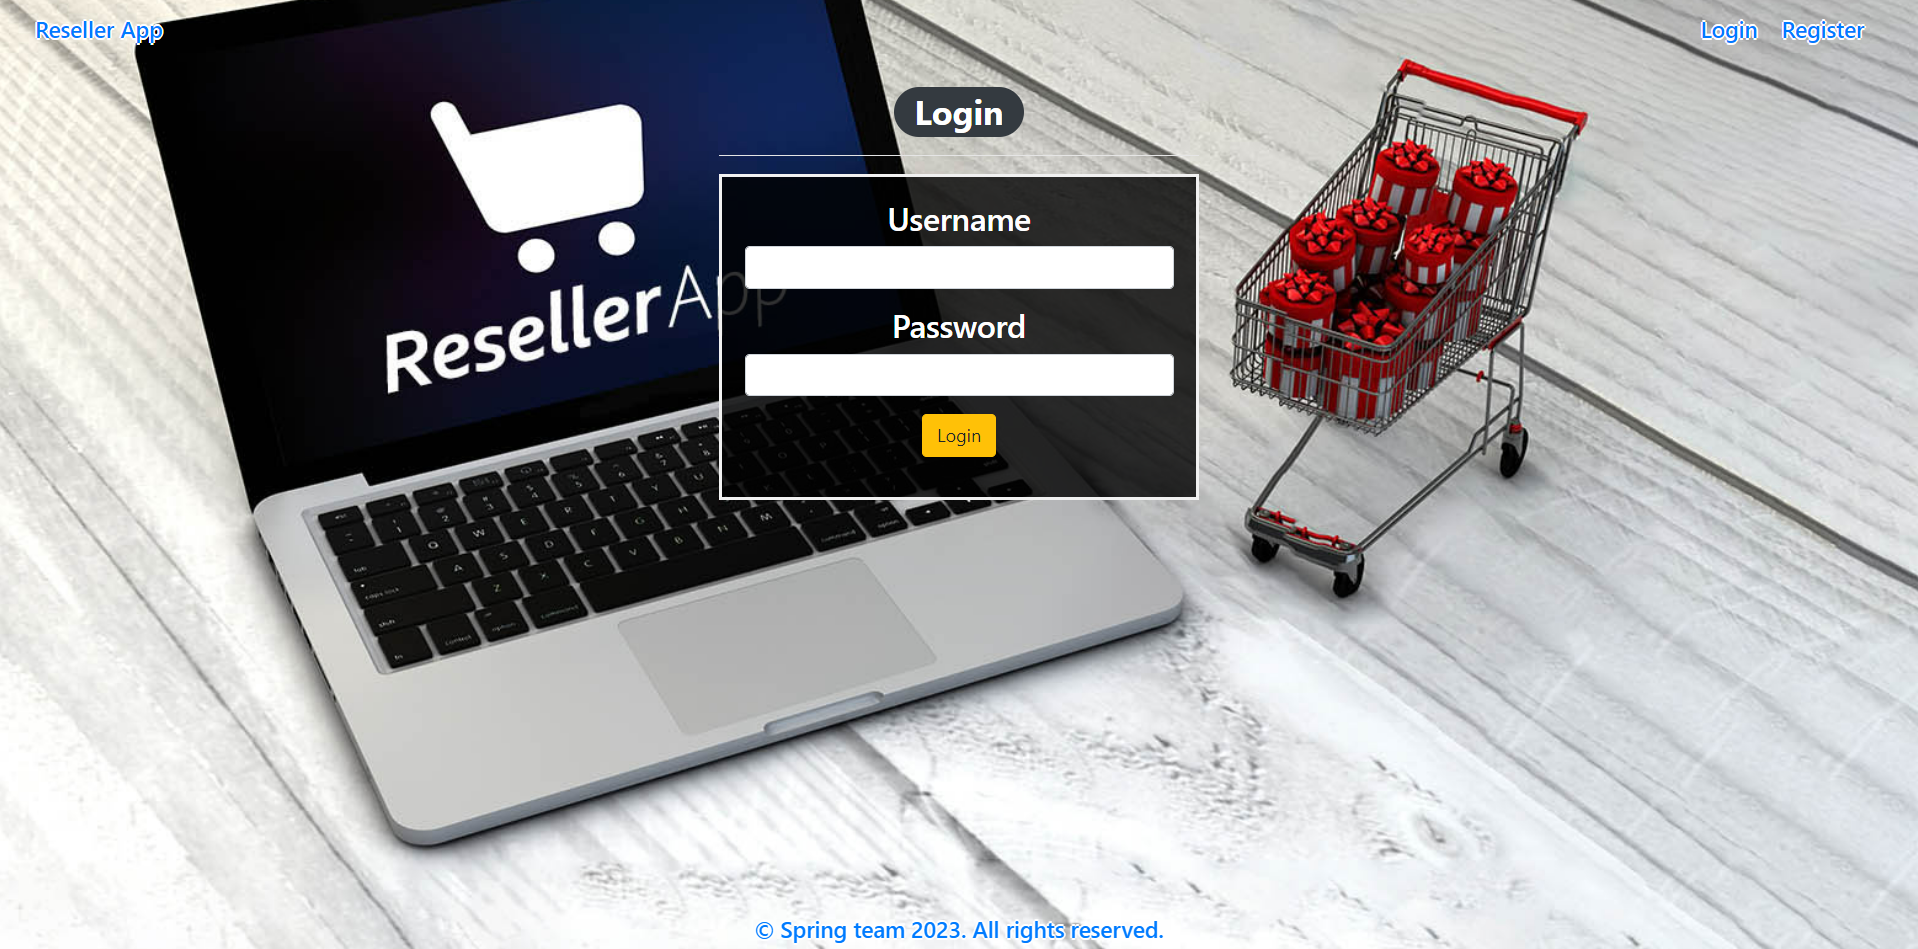 Reseller App
Login Register
Login
Username
ResellerApp
Password
Login
© Spring team 2023. All rights reserved.